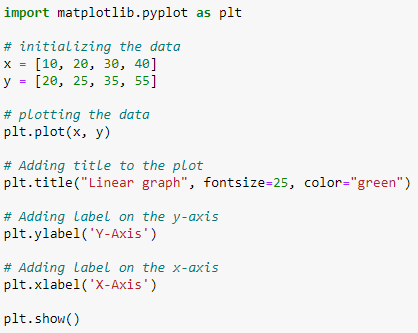 import matplotlib.pyplot as plt
# initializing the data
x = [10, 20, 30, 40]
y = [20, 25, 35, 55]
# plotting the data
plt.plot(x, y)
# Adding title to the plot
plt.title("Linear graph", fontsize=25, color="green")
# Adding label on the y-axis
plt.ylabel('Y-Axis')
# Adding label on the x-axis
plt.xlabel('X-Axis')
plt.show()